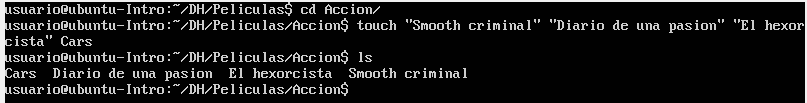 usuario@ubuntu-Intro:~/DH/Peliculas$ cd Accion/
usuario@ubuntu-Intro:~/DH/Peliculas/Accion$ touch "Smooth criminal" "Diario de una pasion" "El hexor
cista" Cars
usuario@ubuntu-Intro:~/DH/Peliculas/Accion$ ls
Cars  Diario de una pasion  El hexorcista  Smooth criminal
usuario@ubuntu-Intro:~/DH/Peliculas/Accion$